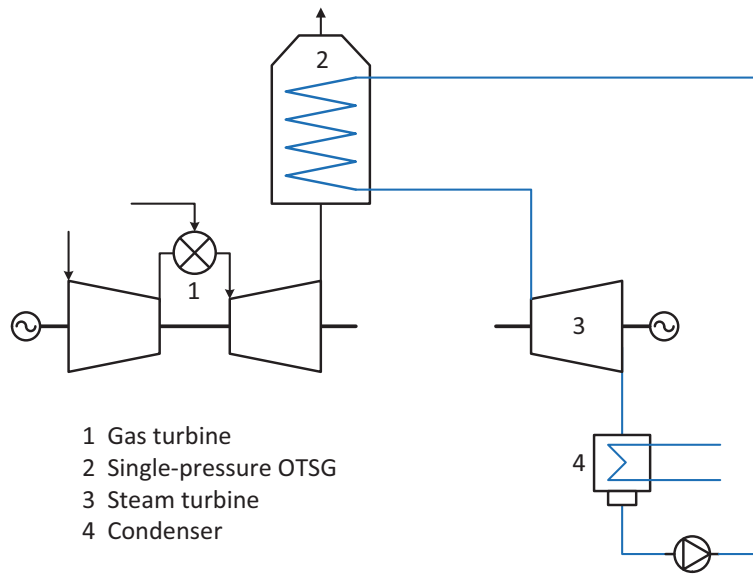 2
1
3
4
1 Gas turbine
2 Single-pressure OTSG
3 Steam turbine
4 Condenser